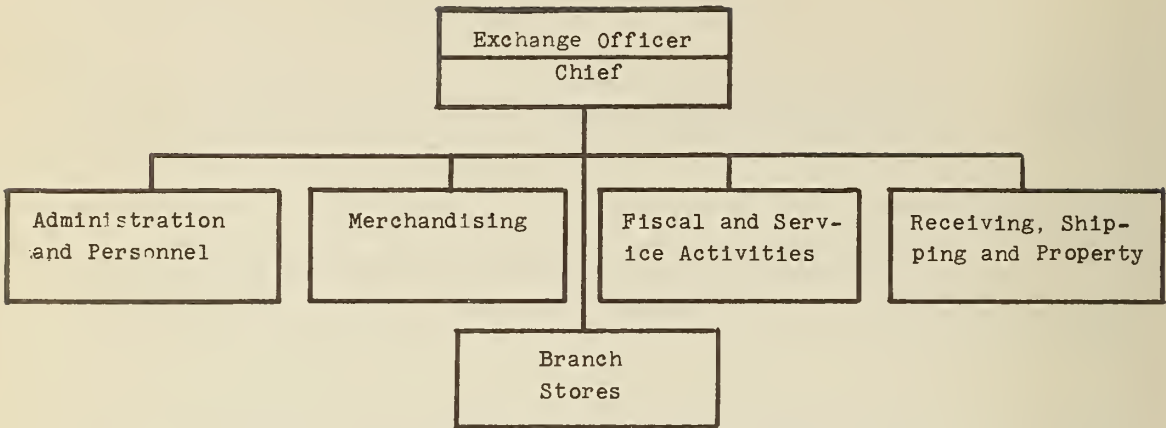 Exchange Officer
Chief
Administration
and Personnel
Merchandising
Fiscal and Serv-
ice Activities
Receiving, Ship-
ping and Property
Branch
Stores